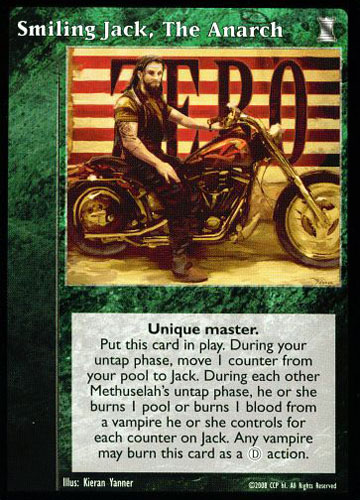 Smiling Jack, The Anarch
ZERO
Unique master.
Put this card in play. During your
untap phase, move 1 counter from
your pool to Jack. During each other
Methuselah's untap phase, he or she
burns 1 pool or burns 1 blood from
a vampire he or she controls for
each counter on Jack. Any vampire
may burn this card as a Ⓓ action.
Illus: Kieran Yanner
©2008 CCP hf. All Rights Reserved